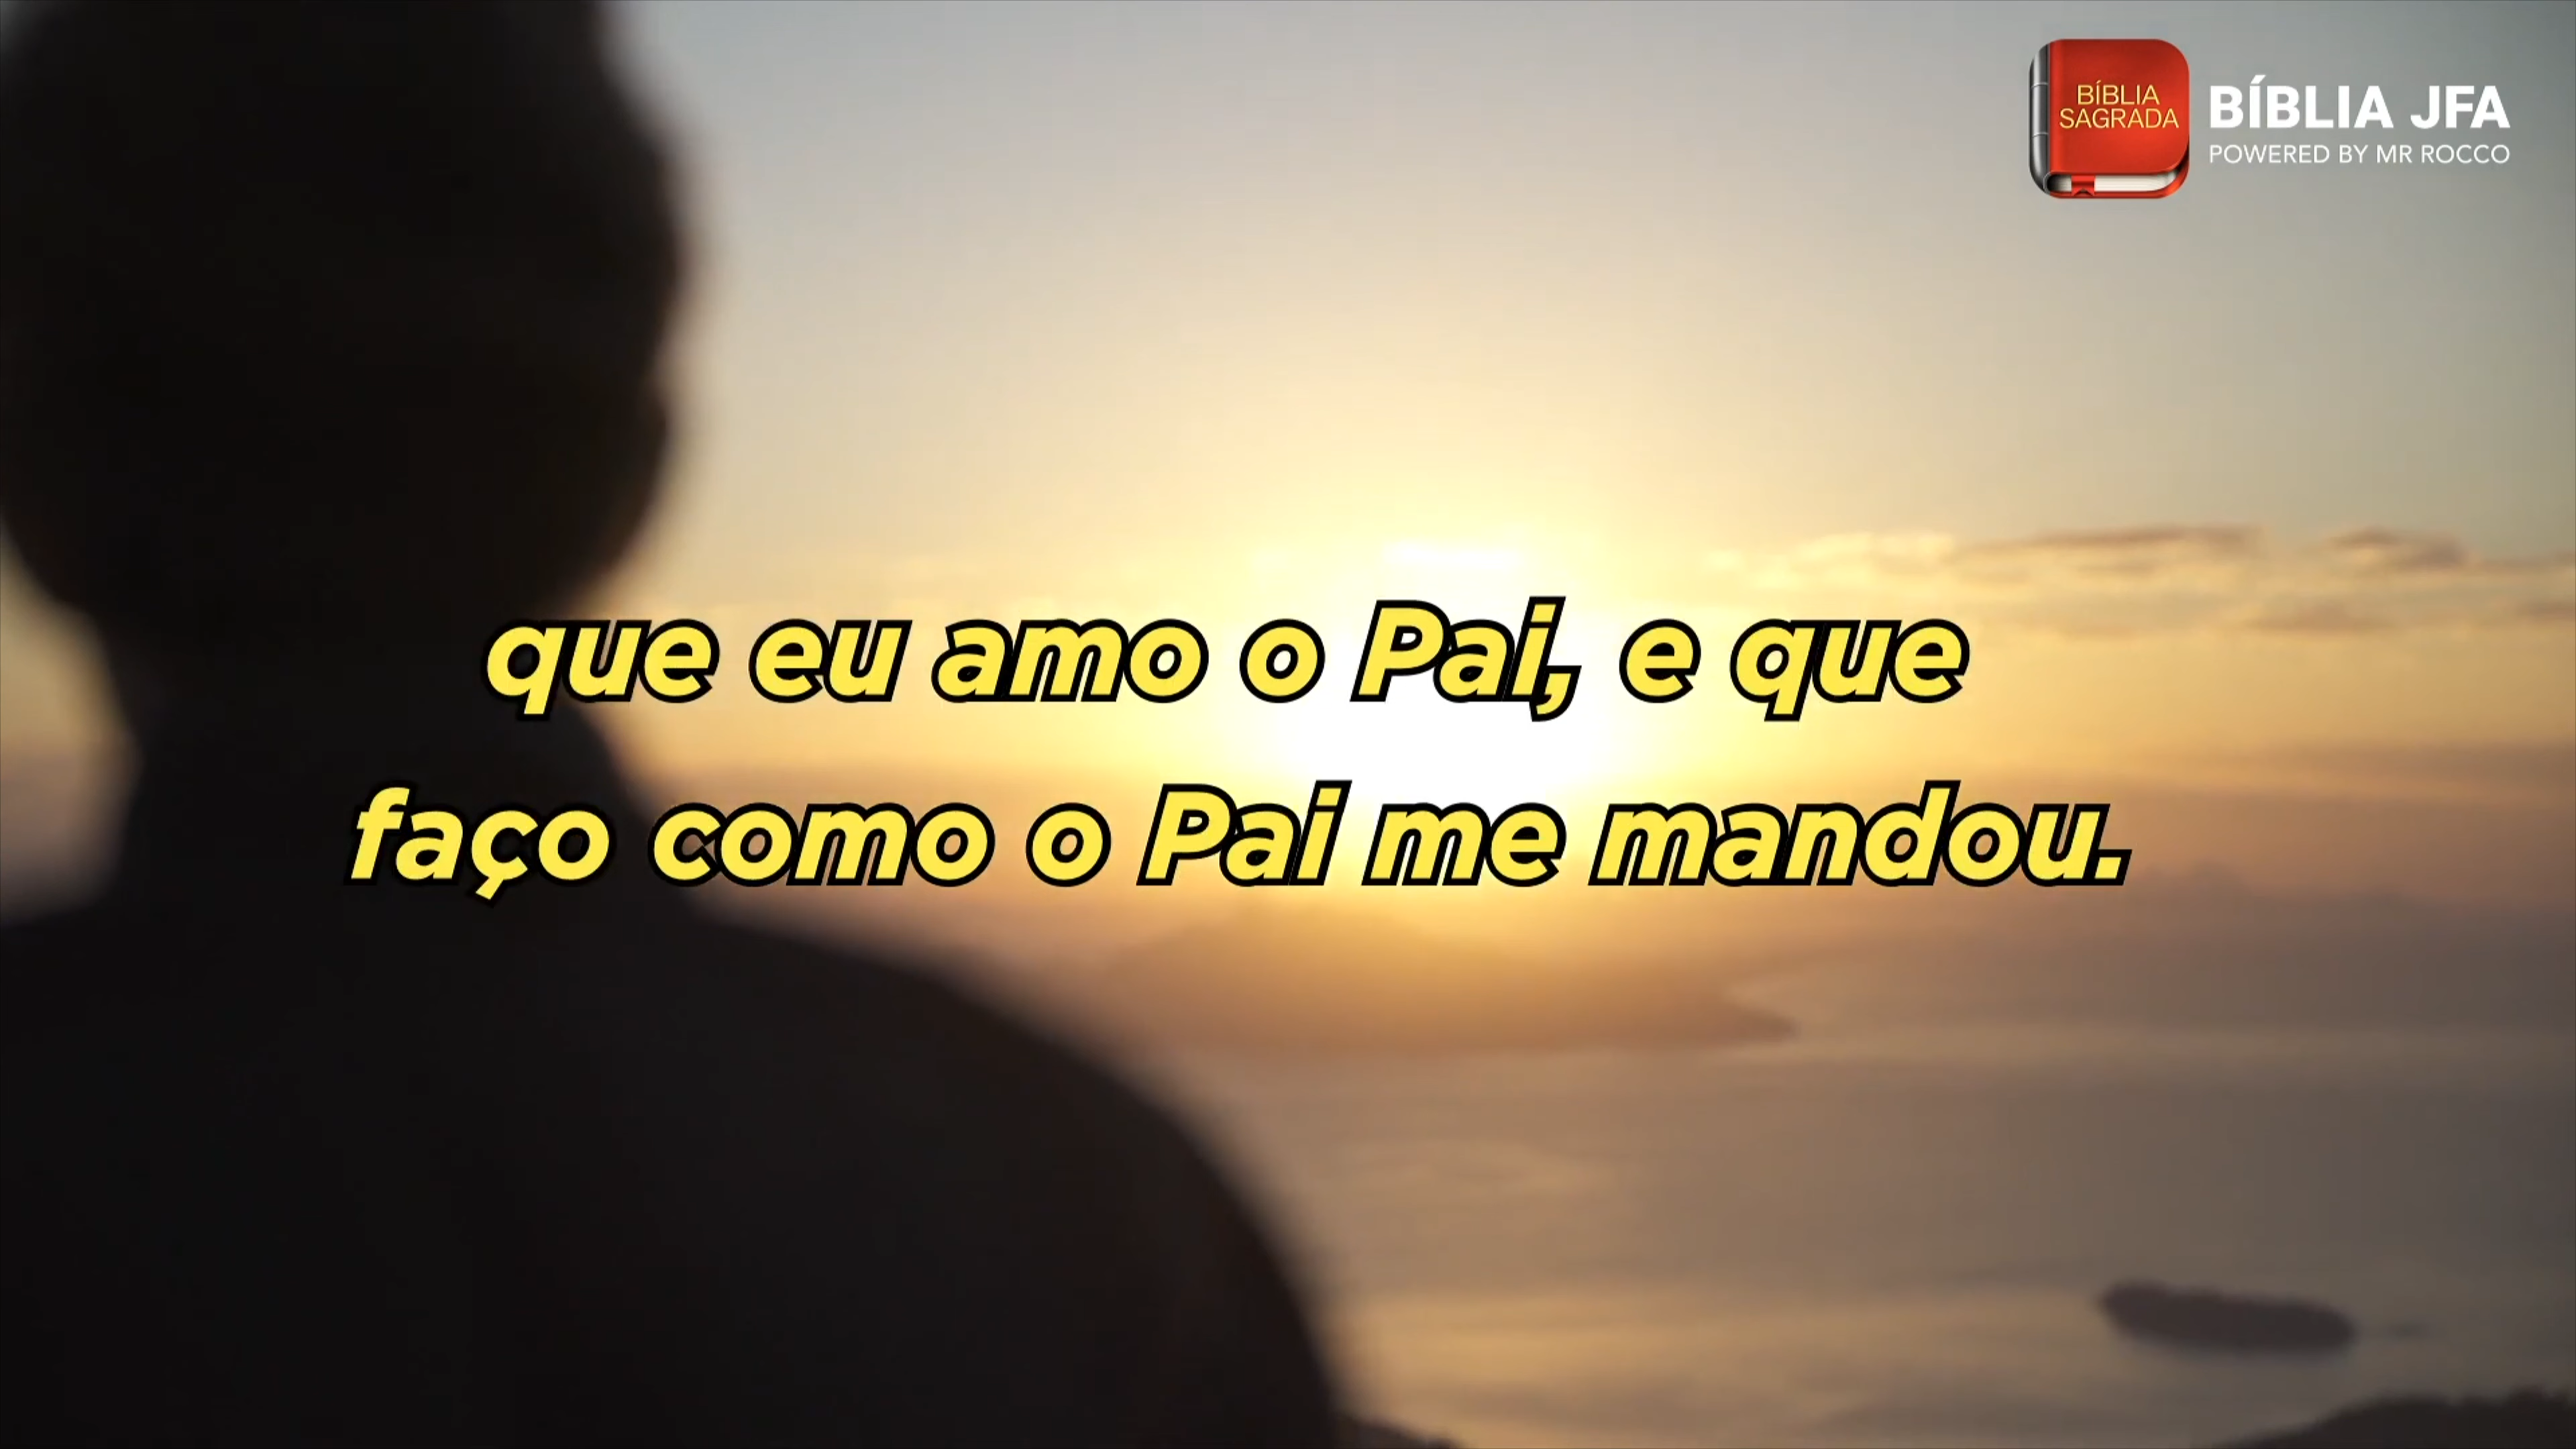 BÍBLIA
SAGRADA
BÍBLIA JFA
POWERED BY MR ROCCO
que eu amo o Pai, e que
faço como o Pai me mandou.